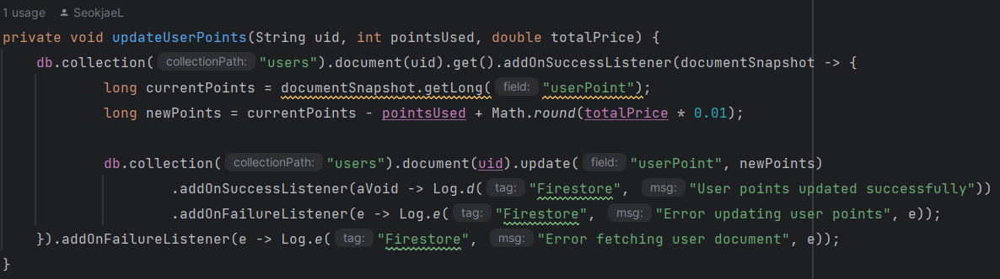 1 usage SeokjaeL
private void updateUserPoints(String uid, int pointsUsed, double totalPrice) {
db.collection( collectionPath: "users").document(uid).get().addOnSuccessListener(documentSnapshot -> {
long currentPoints = documentSnapshot.getLong( field: "userPoint");
long newPoints = currentPoints - pointsUsed + Math.round(totalPrice * 0.01);
db.collection( collectionPath: "users").document(uid).update( field: "userPoint", newPoints)
.addOnSuccessListener(aVoid -> Log.d( tag: "Firestore", msg: "User points updated successfully"))
.addOnFailureListener(e -> Log.e( tag: "Firestore", msg: "Error updating user points", e));
}).addOnFailureListener(e -> Log.e( tag: "Firestore", msg: "Error fetching user document", e));
}